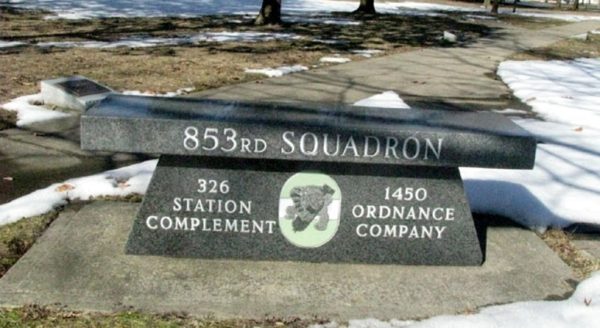 853RD SQUADRON
326
STATION
COMPLEMENT
1450
ORDNANCE
COMPANY